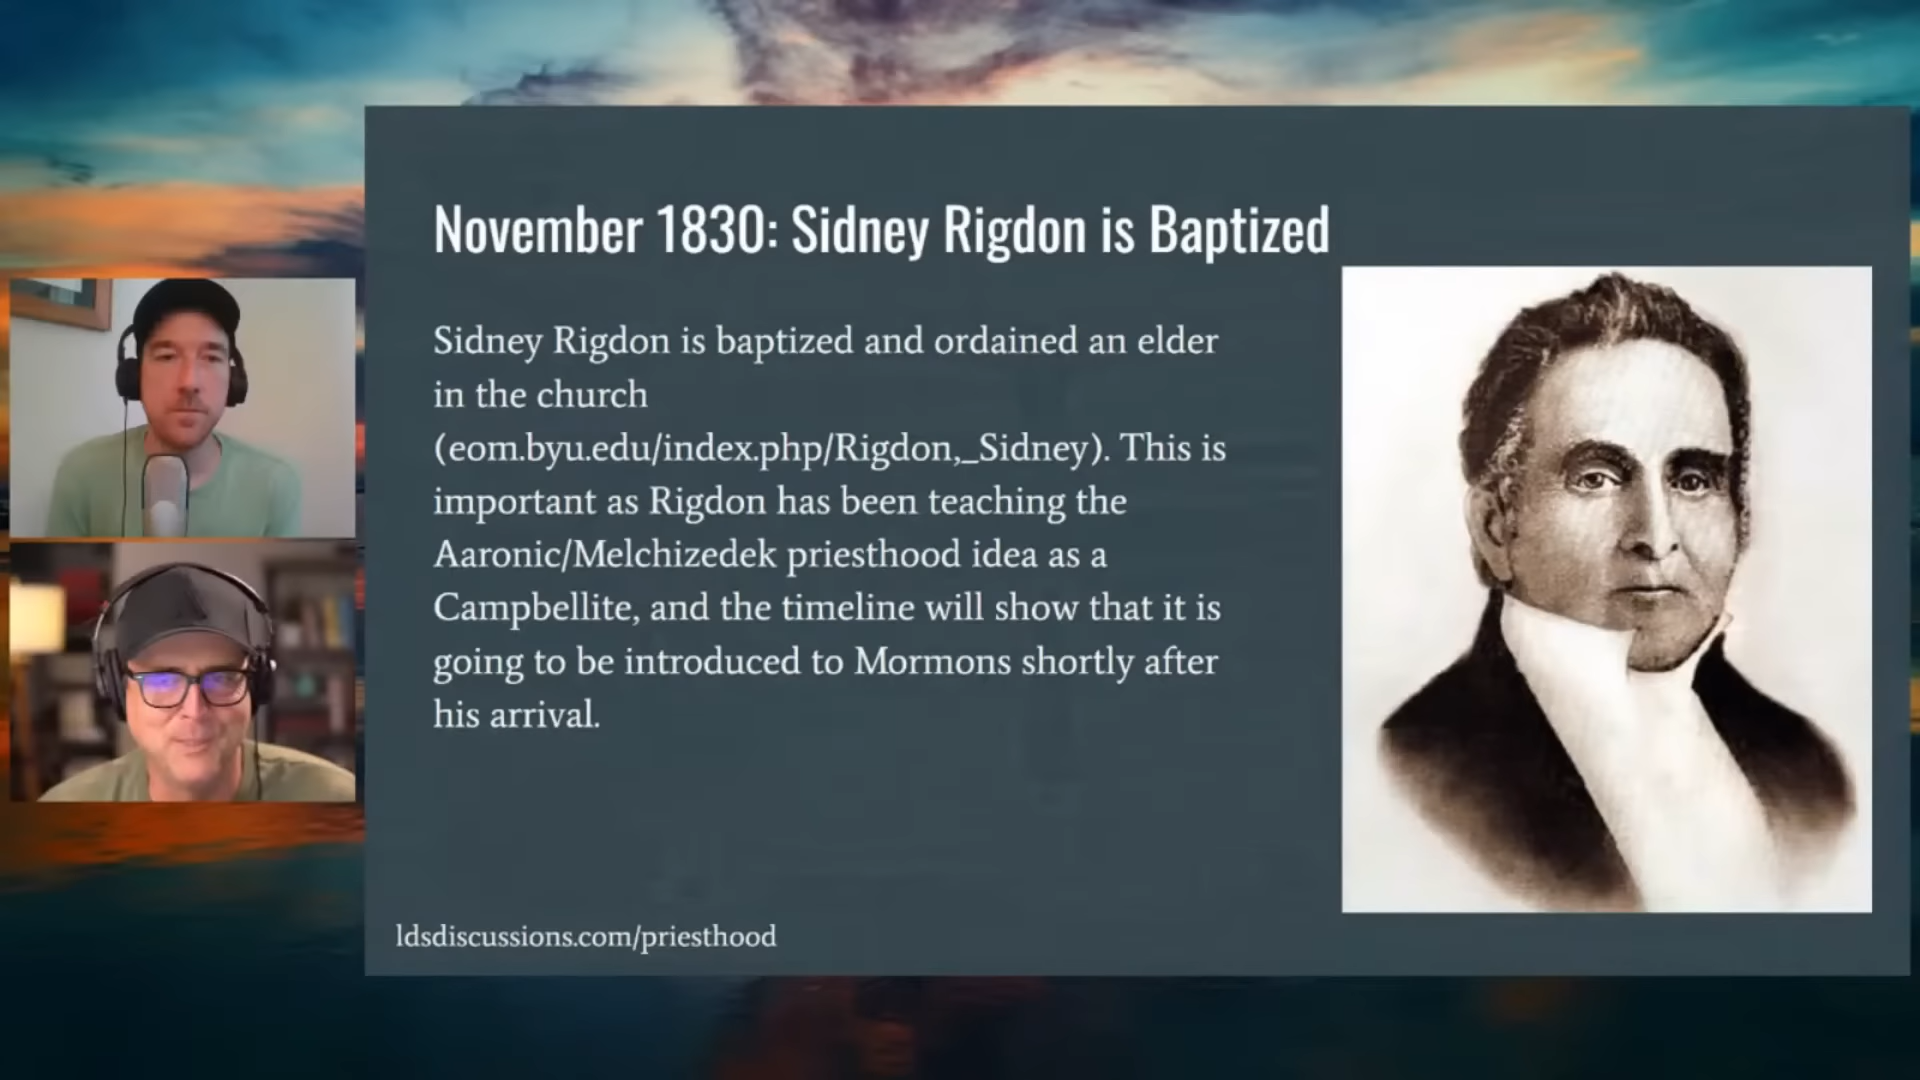 November 1830: Sidney Rigdon is Baptized
Sidney Rigdon is baptized and ordained an elder
in the church
(eom.byu.edu/index.php/Rigdon,_Sidney). This is
important as Rigdon has been teaching the
Aaronic/Melchizedek priesthood idea as a
Campbellite, and the timeline will show that it is
going to be introduced to Mormons shortly after
his arrival.
ldsdiscussions.com/priesthood